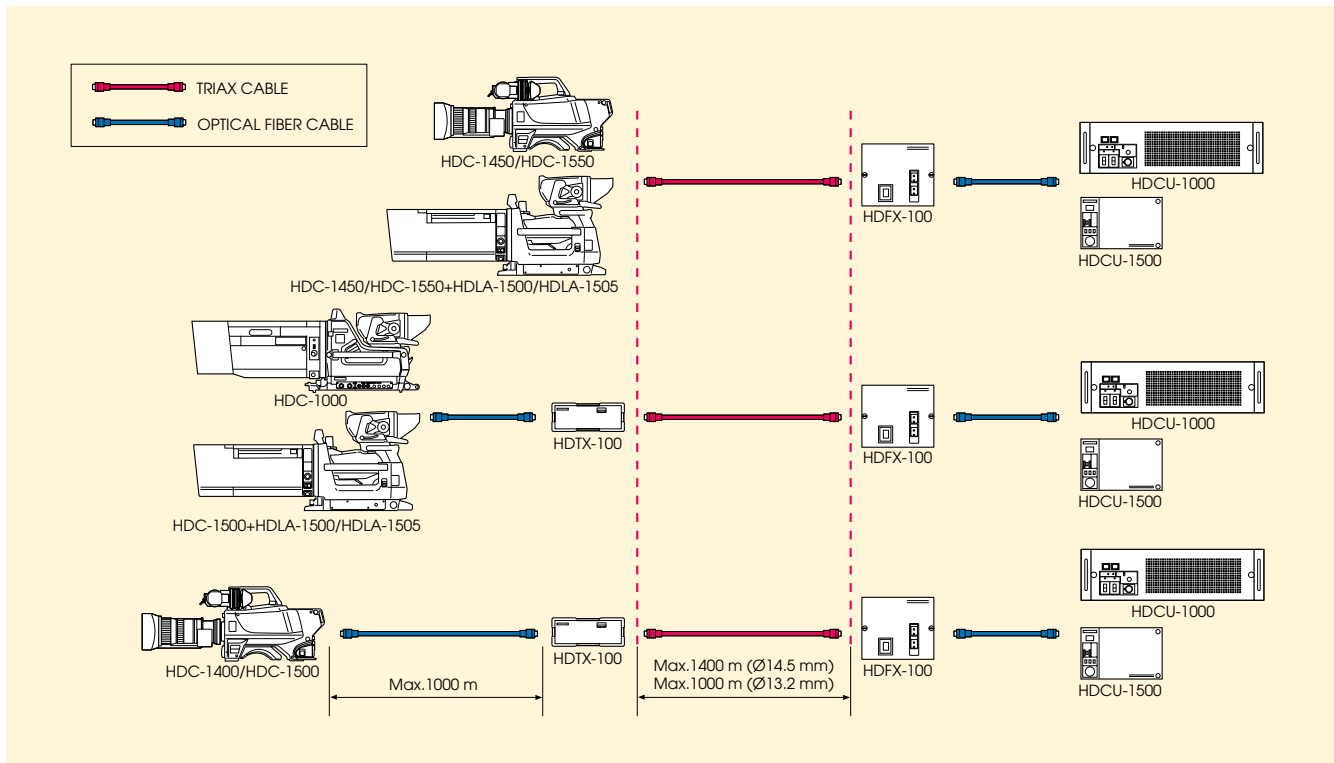 TRIAX CABLE
OPTICAL FIBER CABLE
HDC-1450/HDC-1550
HDFX-100
HDCU-1000
HDCU-1500
HDC-1450/HDC-1550+HDLA-1500/HDLA-1505
HDC-1000
HDTX-100
HDFX-100
HDCU-1000
HDCU-1500
HDC-1500+HDLA-1500/HDLA-1505
HDC-1400/HDC-1500
Max.1000 m
HDTX-100
Max.1400 m (Ø14.5 mm)
Max.1000 m (Ø13.2 mm)
HDFX-100
HDCU-1000
HDCU-1500